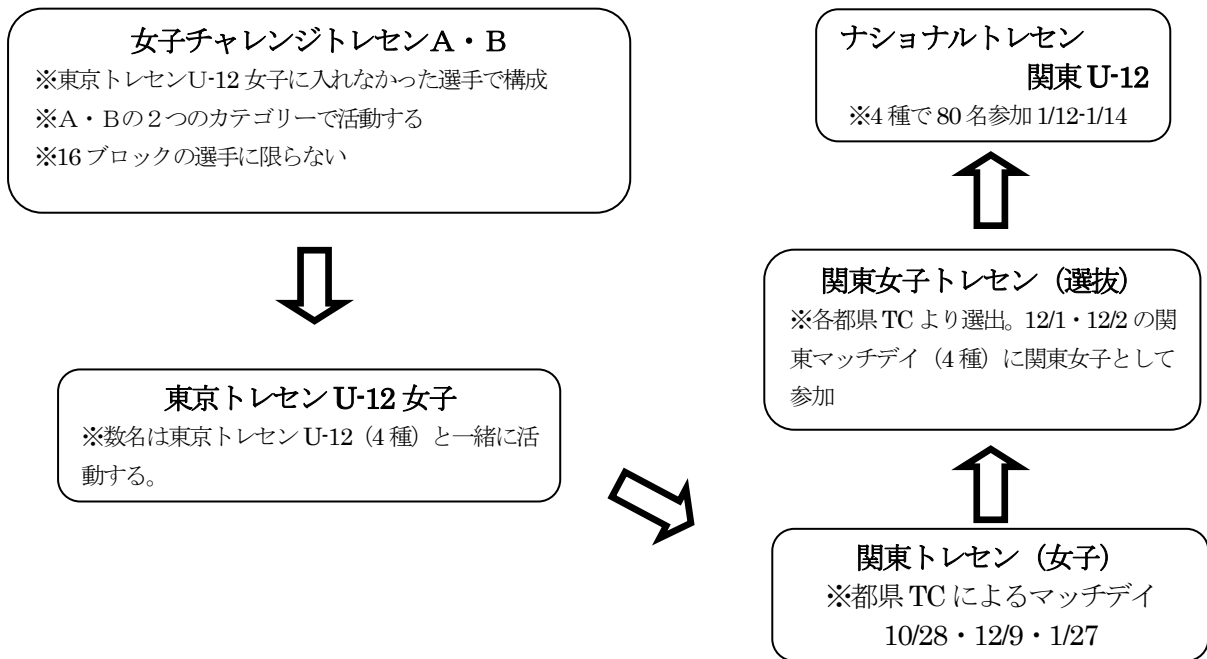 女子チャレンジトレセンA・B
※東京トレセンU-12 女子に入れなかった選手で構成
※A・Bの2つのカテゴリーで活動する
※16 ブロックの選手に限らない
東京トレセン U-12 女子
※数名は東京トレセン U-12（4 種）と一緒に活
動する。
ナショナルトレセン
関東 U-12
※4 種で 80 名参加 1/12-1/14
関東女子トレセン（選抜）
※各都県 TC より選出。12/1・12/2 の関
東マッチデイ（4 種）に関東女子として
参加
関東トレセン（女子）
※都県 TC によるマッチデイ
10/28・12/9・1/27